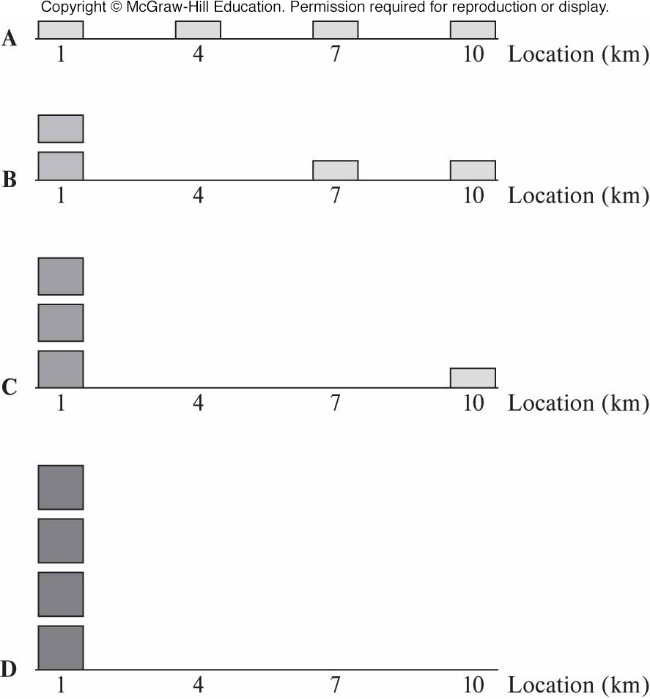 Copyright © McGraw-Hill Education. Permission required for reproduction or display.
A
1 4 7 10 Location (km)
B
1 4 7 10 Location (km)
C
1 4 7 10 Location (km)
D
1 4 7 10 Location (km)